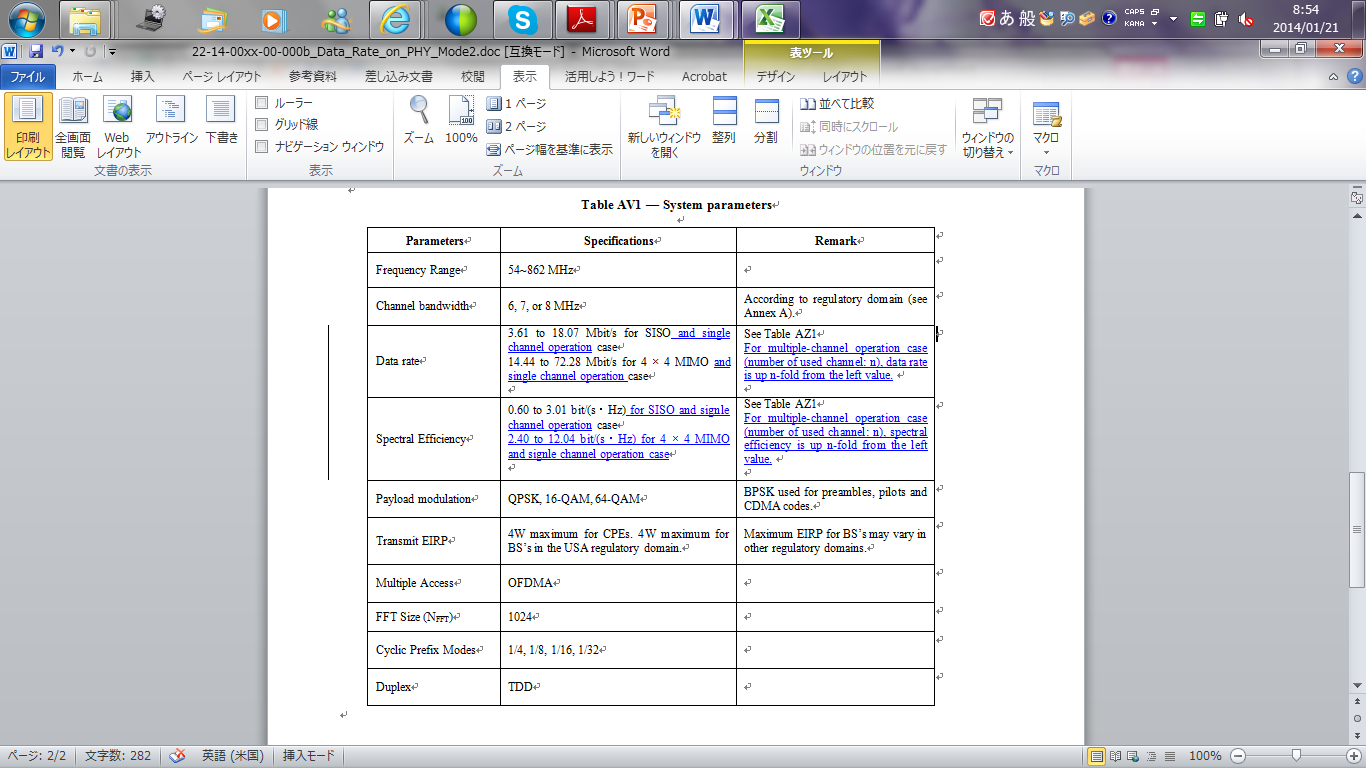 8:54
2014/01/21
CAPS
KANA
あ 般
22-14-00xx-00-000b_Data_Rate_on_PHY_Mode2.doc [互換モード] - Microsoft Word
表ツール
ファイル ホーム 挿入 ページ レイアウト 参考資料 差し込み文書 校閲 表示 活用しよう！ワード Acrobat デザイン レイアウト
印刷
レイアウト
全画面
閲覧
Web
レイアウト
アウトライン
下書き
文書の表示
ルーラー
グリッド線
ナビゲーション ウィンドウ
表示
ズーム
100%
1 ページ
2 ページ
ページ幅を基準に表示
ズーム
新しいウィンドウ
を開く
整列
分割
並べて比較
同時にスクロール
ウィンドウの位置を元に戻す
ウィンドウの
切り替え
ウィンドウ
マクロ
マクロ
Table AV1 — System parameters
Parameters Specifications Remark
Frequency Range 54~862 MHz
Channel bandwidth 6, 7, or 8 MHz
According to regulatory domain (see
Annex A).
Data rate
3.61 to 18.07 Mbit/s for SISO and single
channel operation case
14.44 to 72.28 Mbit/s for 4 × 4 MIMO and
single channel operation case
See Table AZ1
For multiple-channel operation case
(number of used channel: n), data rate
is up n-fold from the left value.
Spectral Efficiency
0.60 to 3.01 bit/(s・Hz) for SISO and signle
channel operation case
2.40 to 12.04 bit/(s・Hz) for 4 × 4 MIMO
and signle channel operation case
See Table AZ1
For multiple-channel operation case
(number of used channel: n), spectral
efficiency is up n-fold from the left
value.
Payload modulation QPSK, 16-QAM, 64-QAM
BPSK used for preambles, pilots and
CDMA codes.
Transmit EIRP
4W maximum for CPEs. 4W maximum for
BS’s in the USA regulatory domain.
Maximum EIRP for BS’s may vary in
other regulatory domains.
Multiple Access OFDMA
FFT Size (NFFT) 1024
Cyclic Prefix Modes 1/4, 1/8, 1/16, 1/32
Duplex TDD
ページ: 2/2 文字数: 282 英語 (米国) 挿入モード 100%